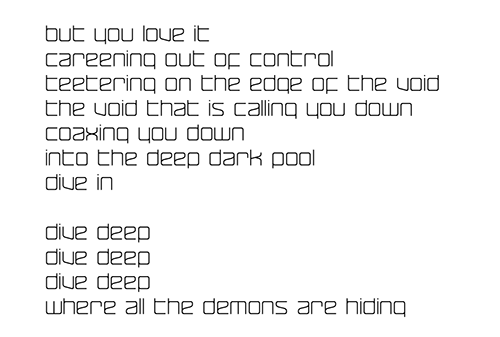 but you love it
careening out of control
teetering on the edge of the void
the void that is calling you down
coaxing you down
into the deep dark pool
dive in

dive deep
dive deep
dive deep
where all the demons are hiding